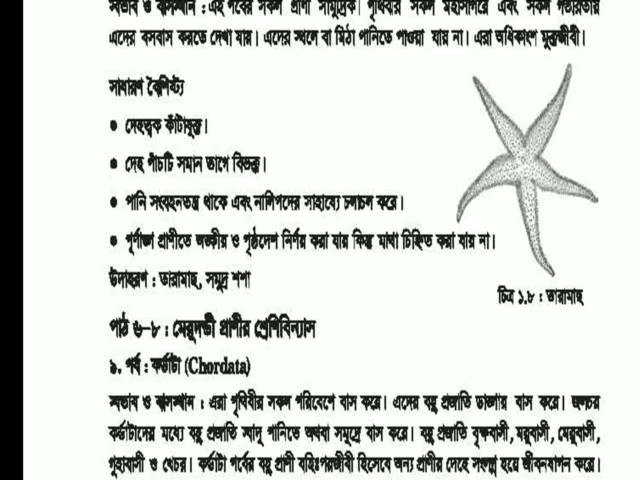 স্বভাব ও বাসস্থান : এই পর্বের সকল প্রাণী সামুদ্রিক। পৃথিবীর সকল মহাসাগরে এবং সকল গভীরতায়
এদের বসবাস করতে দেখা যায়। এদের স্থলে বা মিঠা পানিতে পাওয়া যায় না। এরা অধিকাংশ মুক্তজীবী।
সাধারণ বৈশিষ্ট্য
• দেহত্বক কাঁটাযুক্ত।
• দেহ পাঁচটি সমান ভাগে বিভক্ত।
• পানি সংবহনতন্ত্র থাকে এবং নালিপদের সাহায্যে চলাচল করে।
• পূর্ণাঙ্গ প্রাণীতে অঙ্কীয় ও পৃষ্ঠদেশ নির্ণয় করা যায় কিন্তু মাথা চিহ্নিত করা যায় না।
উদাহরণ : তারামাছ, সমুদ্র শশা
চিত্র ১.৮ : তারামাছ
পাঠ ৬–৮ : মেরুদণ্ডী প্রাণীর শ্রেণিবিন্যাস
৯. পর্ব : কর্ডাটা (Chordata)
স্বভাব ও বাসস্থান : এরা পৃথিবীর সকল পরিবেশে বাস করে। এদের বহু প্রজাতি ডাঙায় বাস করে। জলচর
কর্ডাটাদের মধ্যে বহু প্রজাতি স্বাদু পানিতে অথবা সমুদ্রে বাস করে। বহু প্রজাতি বৃক্ষবাসী, মরুবাসী, মেরুবাসী,
গুহাবাসী ও খেচর। কর্ডাটা পর্বের বহু প্রাণী বহিঃপরজীবী হিসেবে অন্য প্রাণীর দেহে সংলগ্ন হয়ে জীবনযাপন করে।